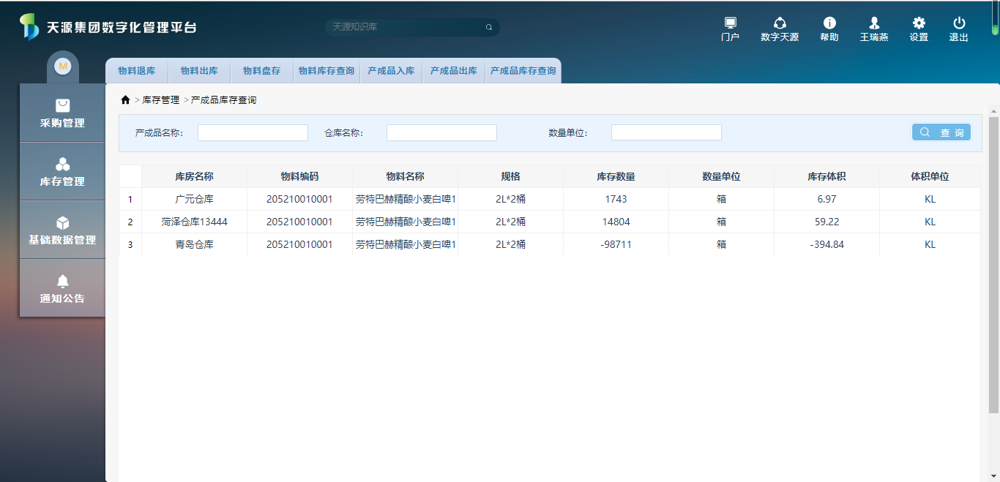 天源集团数字化管理平台
天源知识库
门户 数字天源 帮助 王瑞燕 设置 退出
M
物料退库 物料出库 物料盘存 物料库存查询 产成品入库 产成品出库 产成品库存查询
> 库存管理 > 产成品库存查询
采购管理
库存管理
基础数据管理
通知公告
产成品名称: 仓库名称: 数量单位: 查 询
库房名称 物料编码 物料名称 规格 库存数量 数量单位 库存体积 体积单位
1 广元仓库 205210010001 劳特巴赫精酿小麦白啤1 2L*2桶 1743 箱 6.97 KL
2 菏泽仓库13444 205210010001 劳特巴赫精酿小麦白啤1 2L*2桶 14804 箱 59.22 KL
3 青岛仓库 205210010001 劳特巴赫精酿小麦白啤1 2L*2桶 -98711 箱 -394.84 KL